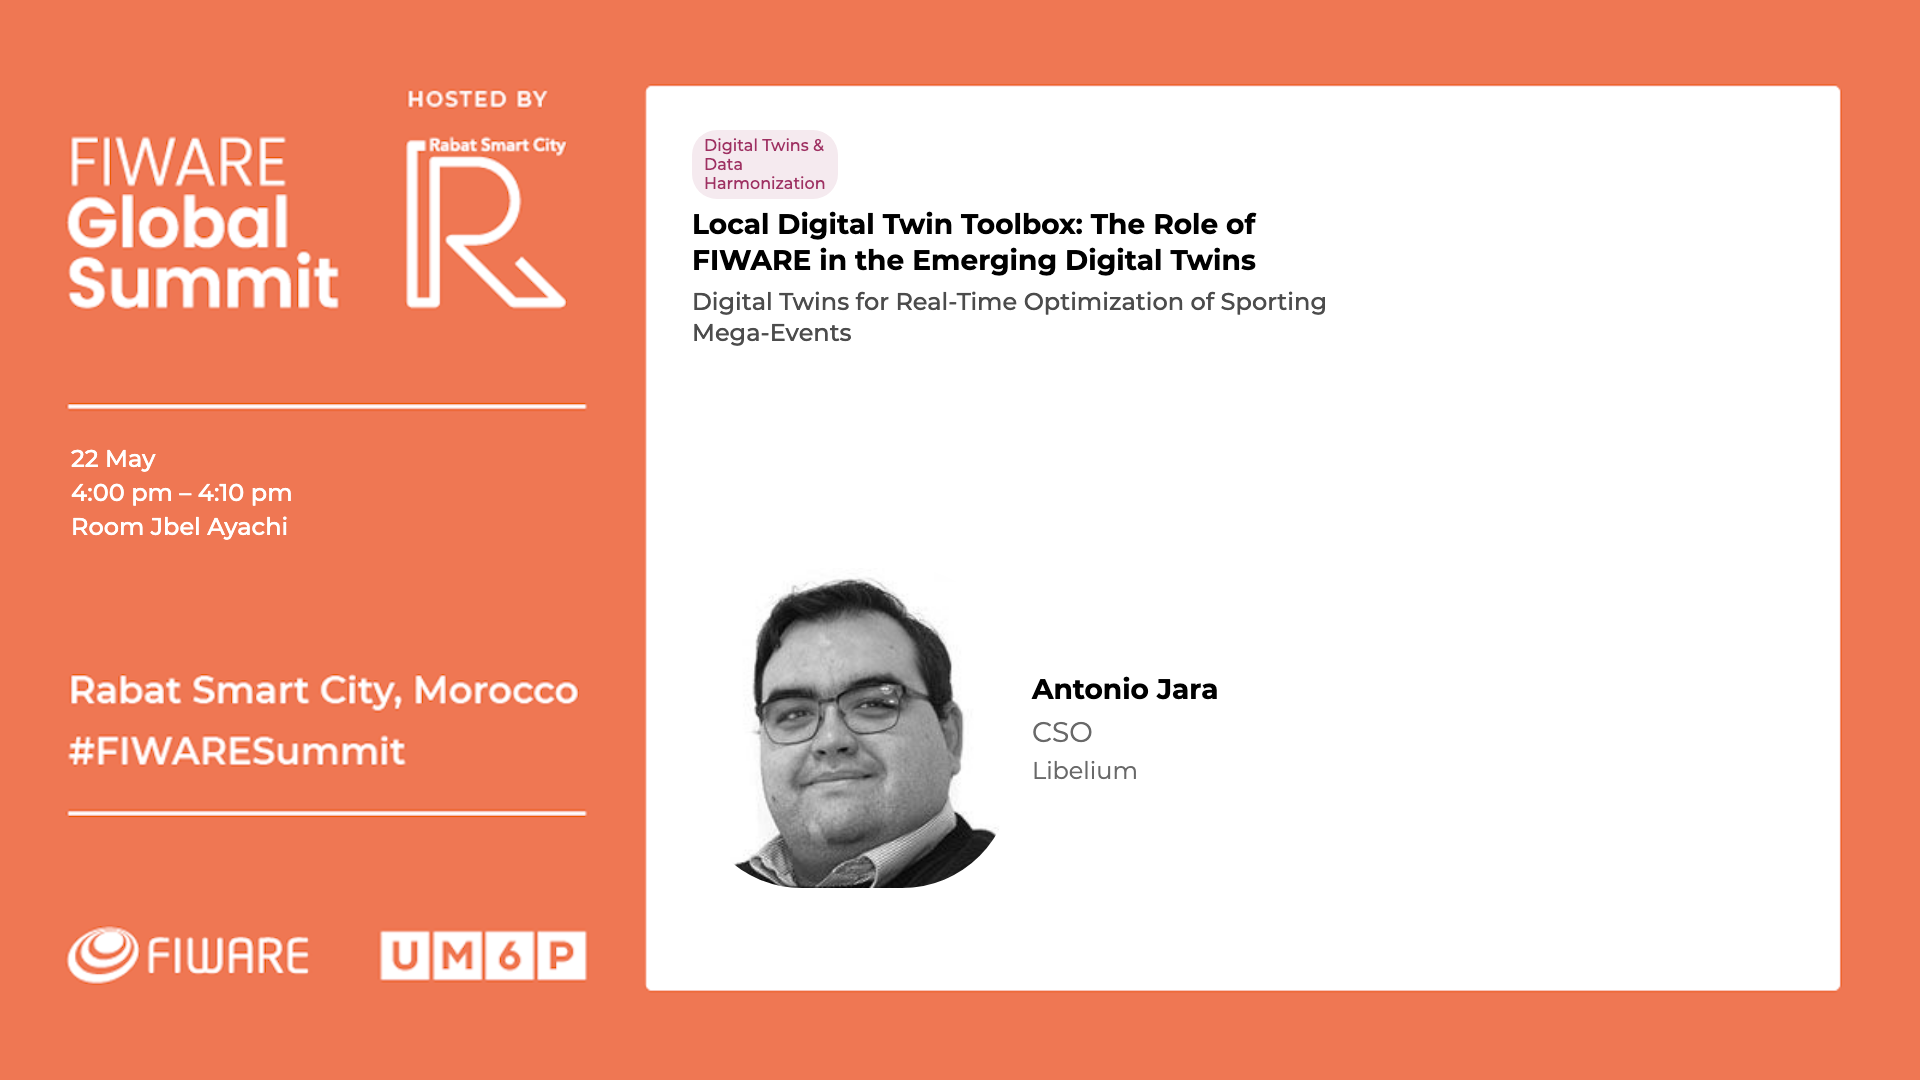 HOSTED BY
FIWARE
Global
Summit
Rabat Smart City
R
22 May
4:00 pm – 4:10 pm
Room Jbel Ayachi
Rabat Smart City, Morocco
#FIWARESummit
FIWARE
UM6P
Digital Twins &
Data
Harmonization
Local Digital Twin Toolbox: The Role of
FIWARE in the Emerging Digital Twins
Digital Twins for Real-Time Optimization of Sporting
Mega-Events
Antonio Jara
CSO
Libelium